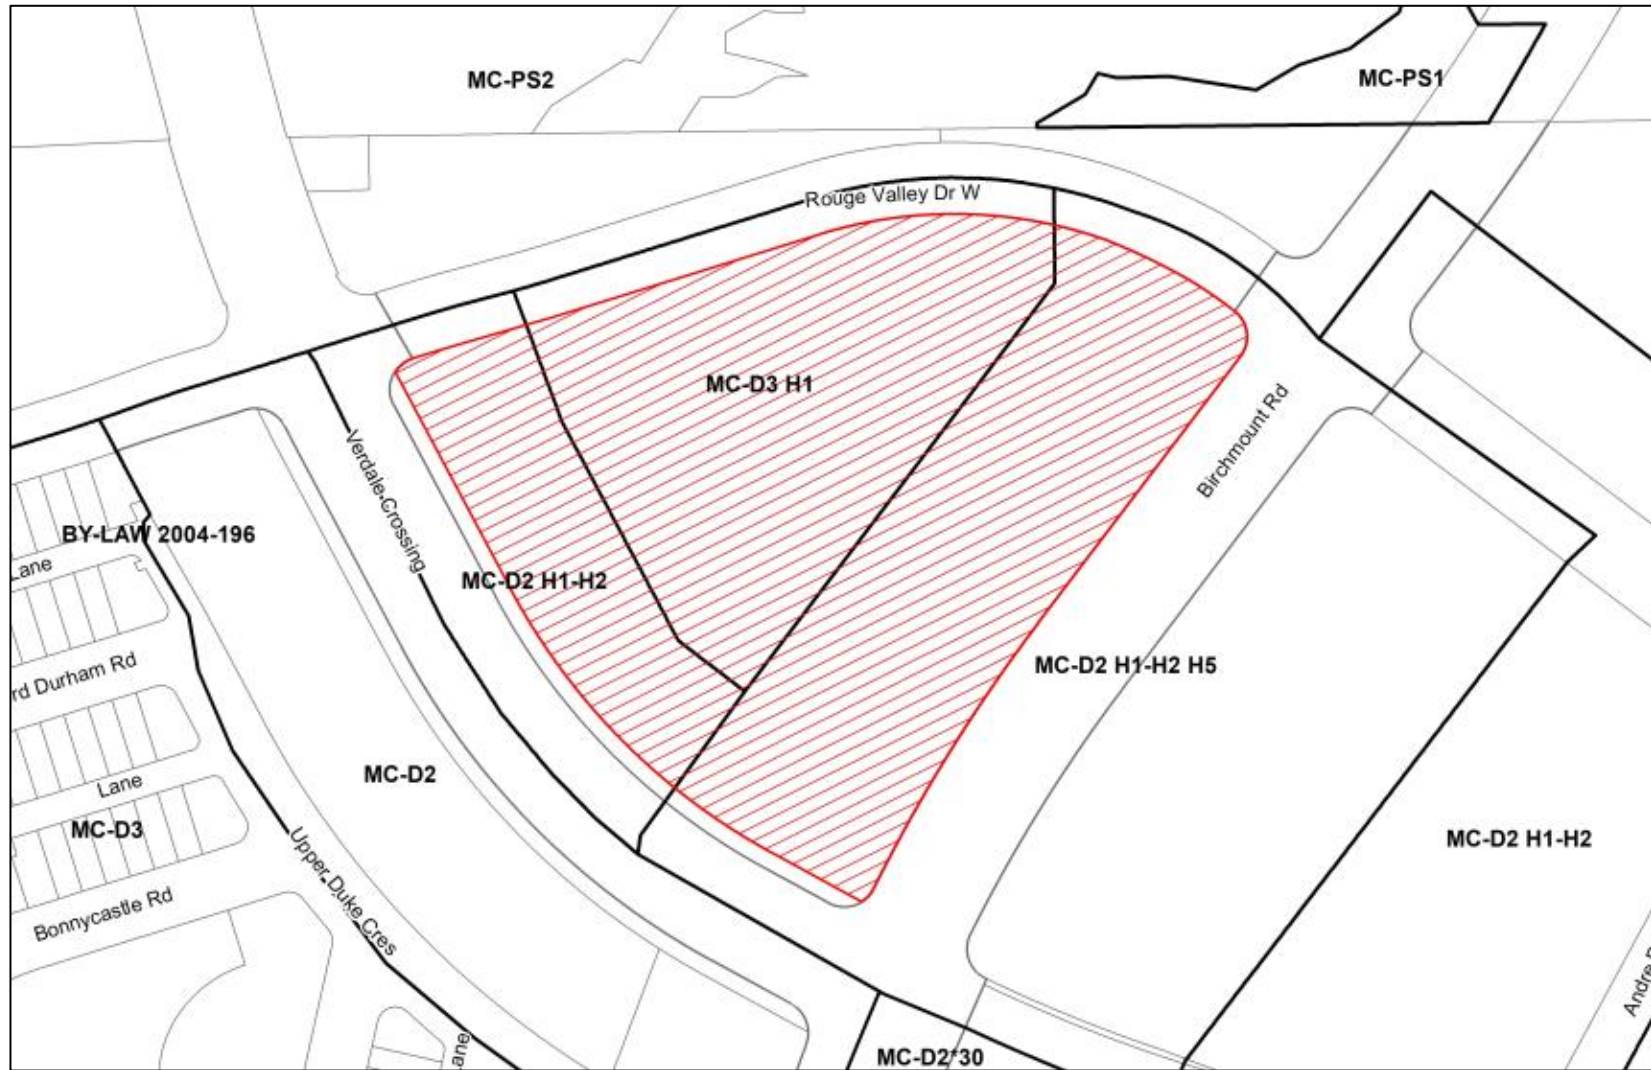 MC-PS2
MC-PS1
Rouge Valley Dr W
MC-D3 H1
Birchmount Rd
Verdale Crossing
BY-LAW 2004-196
Lane
MC-D2 H1-H2
rd Durham Rd
MC-D2 H1-H2 H5
MC-D2
Lane
MC-D3
MC-D2 H1-H2
Upper Duke Cres
Bonnycastle Rd
Andre
Lane
MC-D2*30